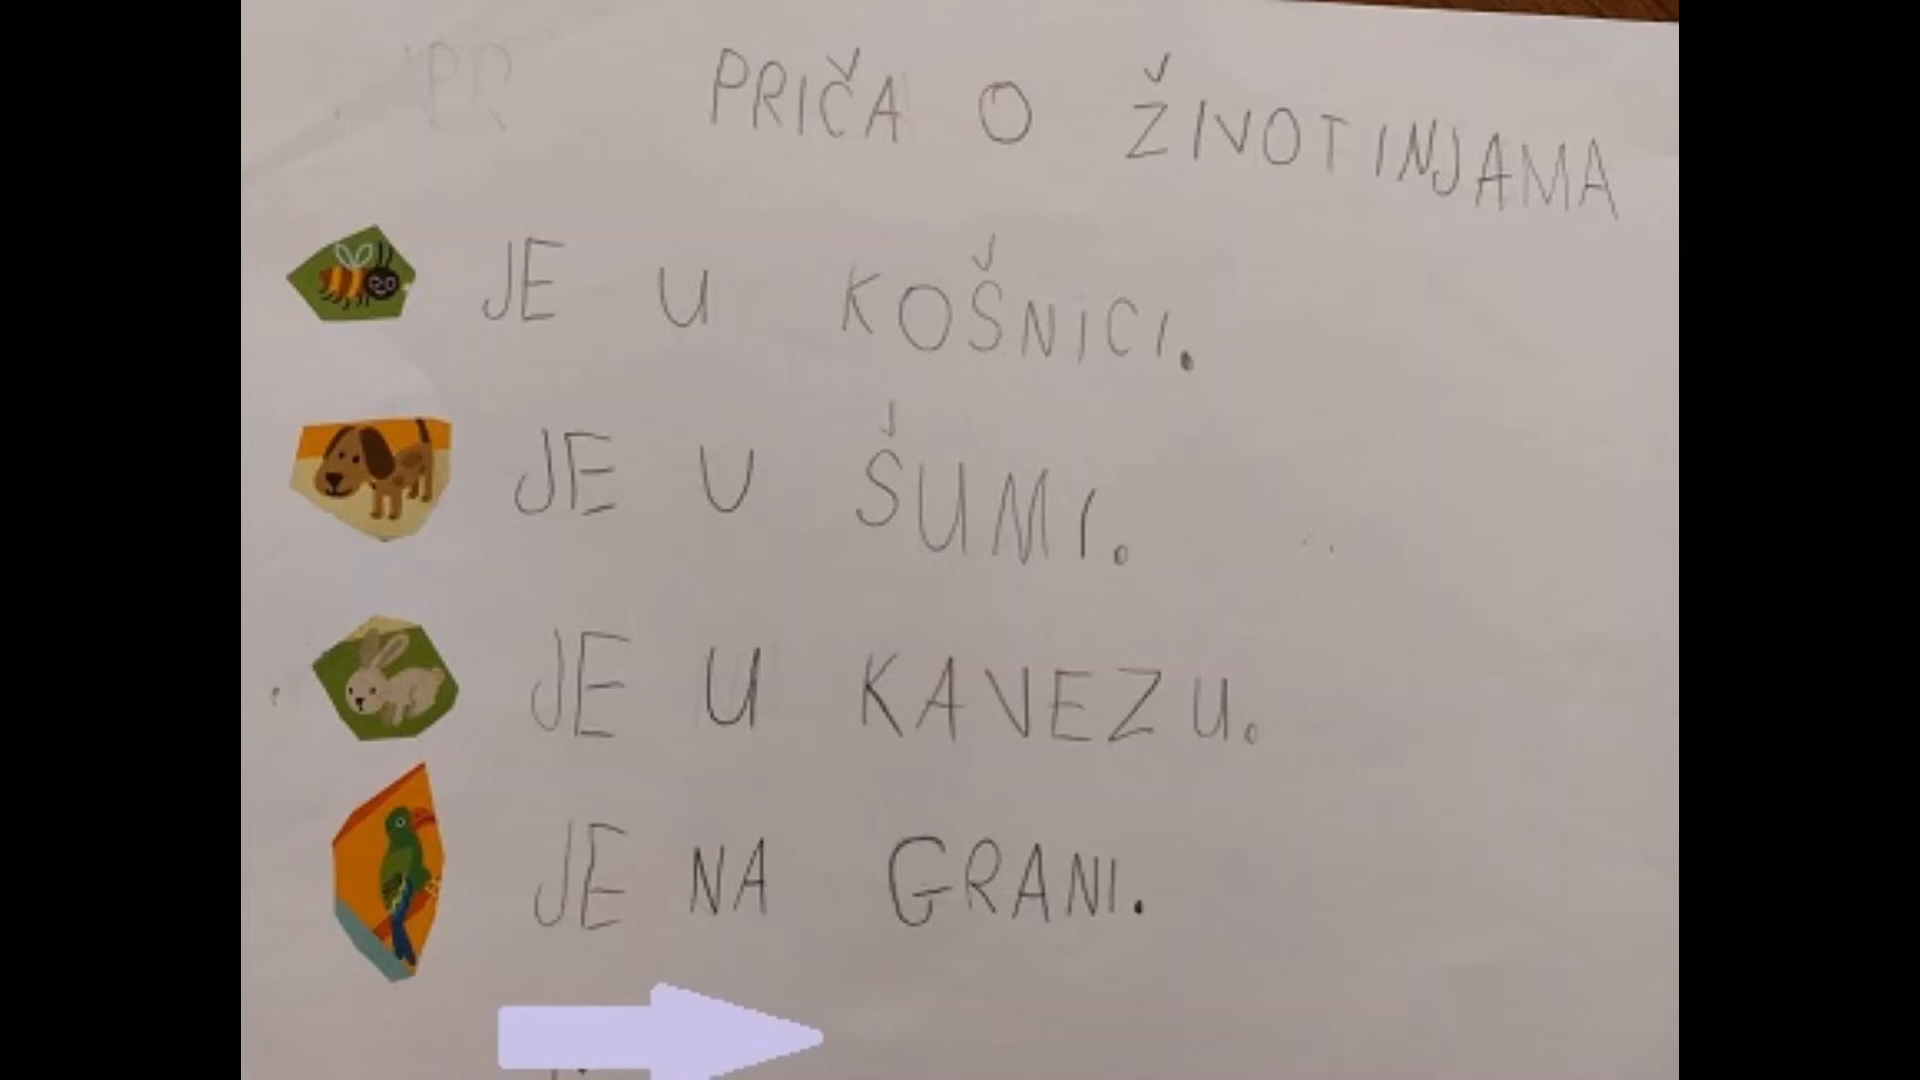 PRIČA O ŽIVOTINJAMA
JE U KOŠNICI.
JE U ŠUMI.
JE U KAVEZU.
JE NA GRANI.